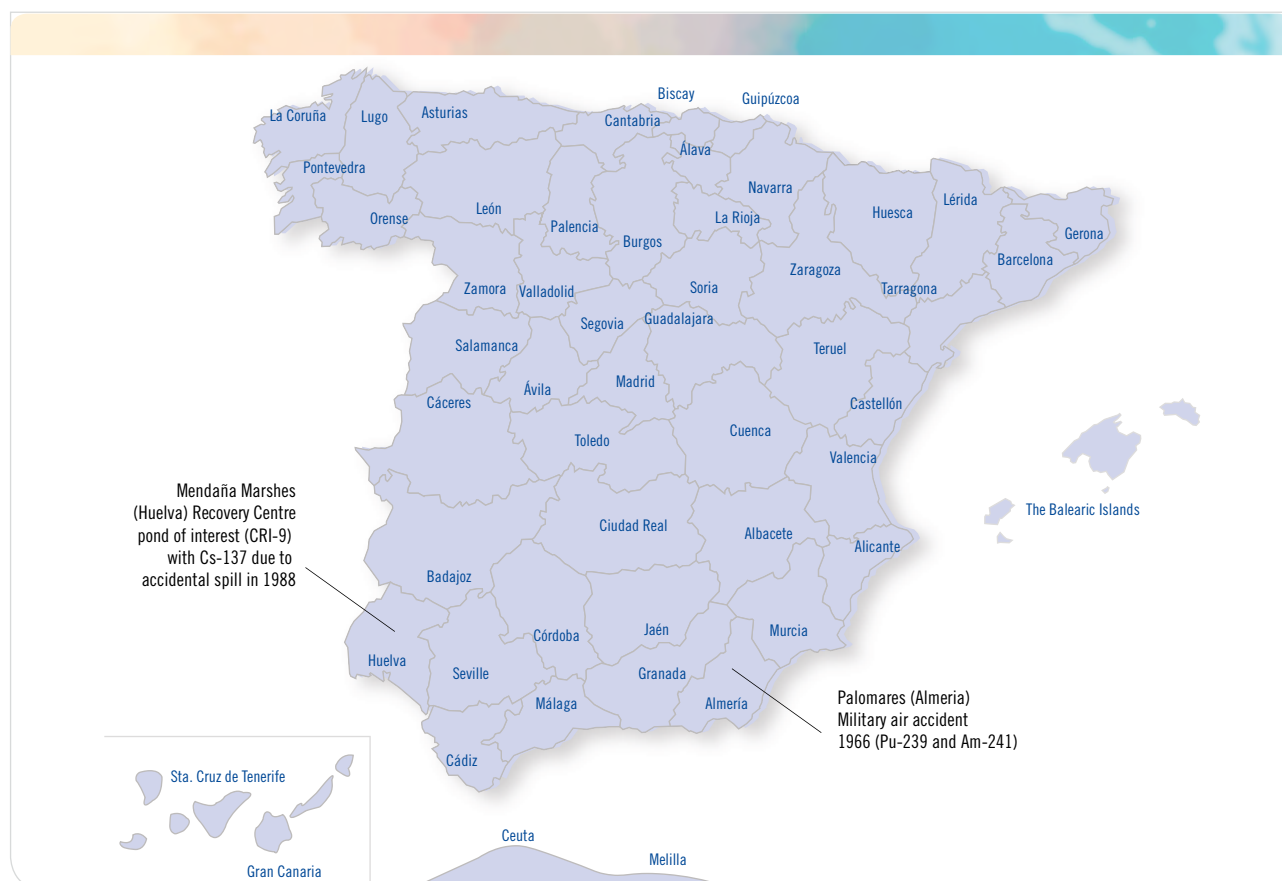 Biscay
Guipúzcoa
La Coruña
Lugo
Asturias
Cantabria
Álava
Pontevedra
Navarra
Lérida
León
Orense
Palencia
La Rioja
Huesca
Gerona
Burgos
Barcelona
Zaragoza
Zamora
Valladolid
Soria
Tarragona
Segovia
Guadalajara
Salamanca
Teruel
Ávila
Madrid
Cáceres
Castellón
Toledo
Cuenca
Valencia
Mendaña Marshes
(Huelva) Recovery Centre
pond of interest (CRI-9)
with Cs-137 due to
accidental spill in 1988
The Balearic Islands
Ciudad Real
Albacete
Alicante
Badajoz
Córdoba
Jaén
Murcia
Huelva
Seville
Granada
Málaga
Almería
Palomares (Almeria)
Military air accident
1966 (Pu-239 and Am-241)
Cádiz
Sta. Cruz de Tenerife
Gran Canaria
Ceuta
Melilla